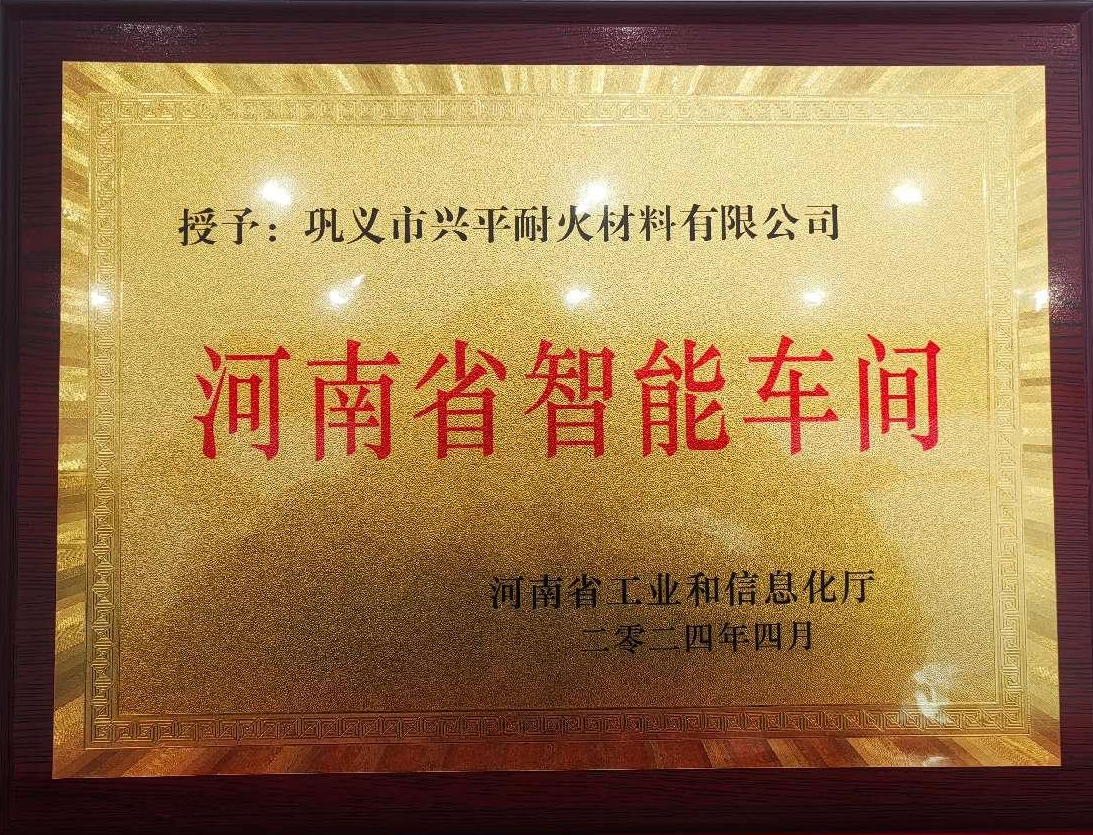 授予：巩义市兴平耐火材料有限公司
河南省智能车间
河南省工业和信息化厅
二零二四年四月